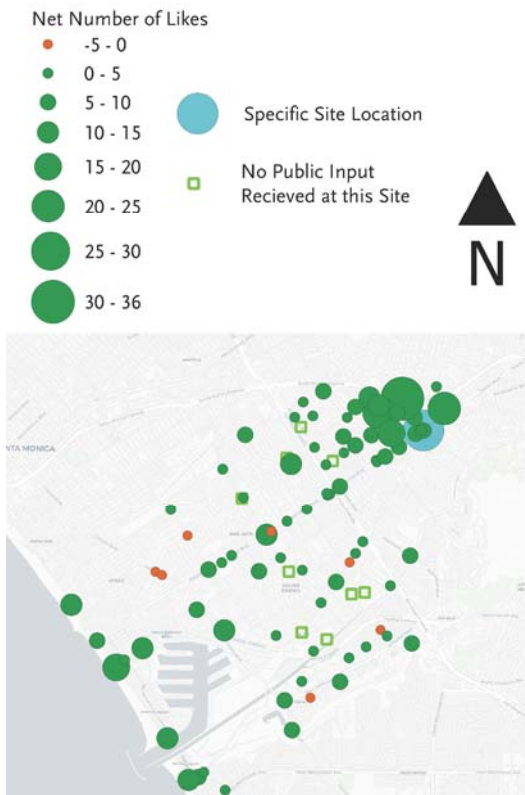 Net Number of Likes
-5 - 0
0 - 5
5 - 10
10 - 15
15 - 20
20 - 25
25 - 30
30 - 36
Specific Site Location
No Public Input
Recieved at this Site
N
NTA MONICA